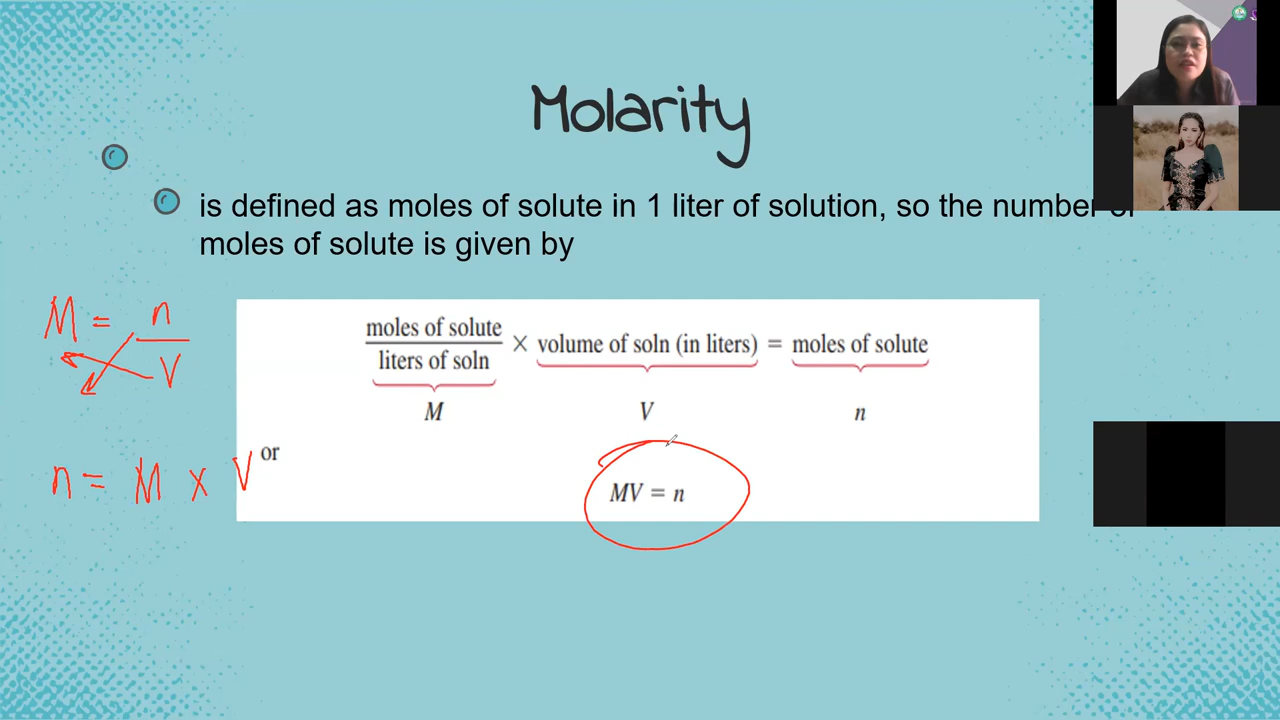 Molarity
is defined as moles of solute in 1 liter of solution, so the number of
moles of solute is given by
M = n
V
moles of solute
liters of soln
× volume of soln (in liters) = moles of solute
M V n
or
n = M x V
MV = n